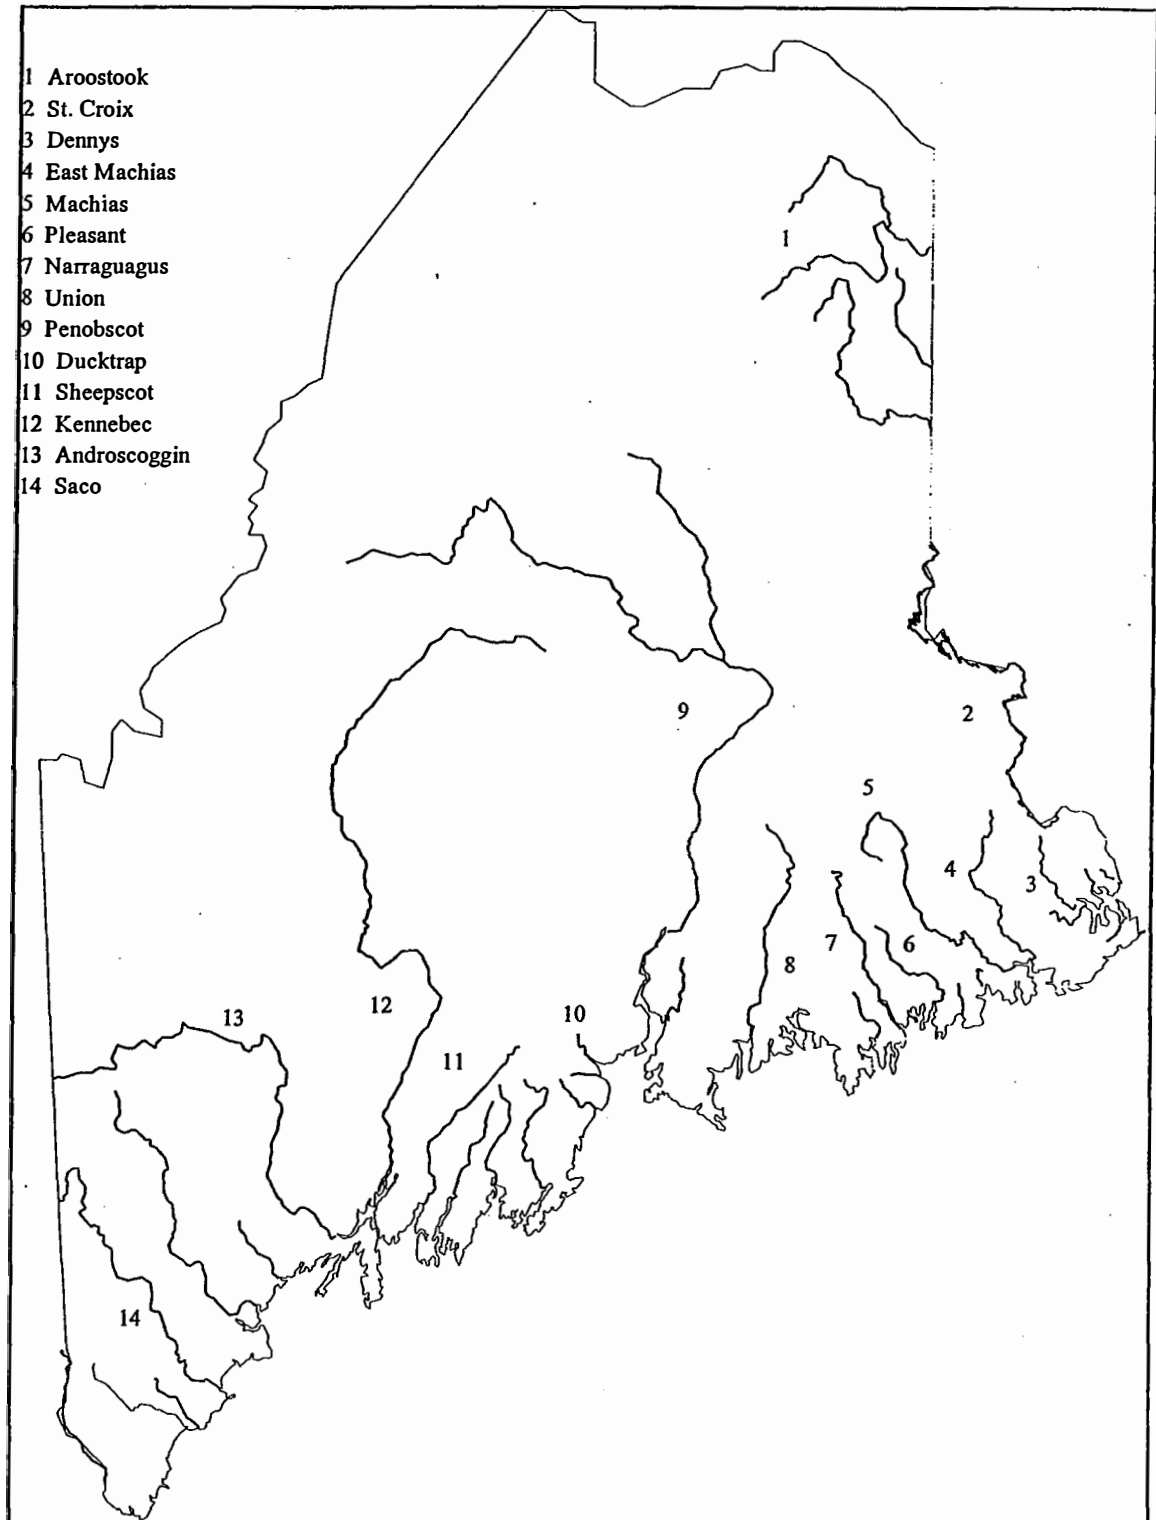 1 Aroostook
2 St. Croix
3 Dennys
4 East Machias
5 Machias
6 Pleasant
7 Narraguagus
8 Union
9 Penobscot
10 Ducktrap
11 Sheepscot
12 Kennebec
13 Androscoggin
14 Saco
1
9
2
5
4
3
7
6
8
12
10
13
11
14